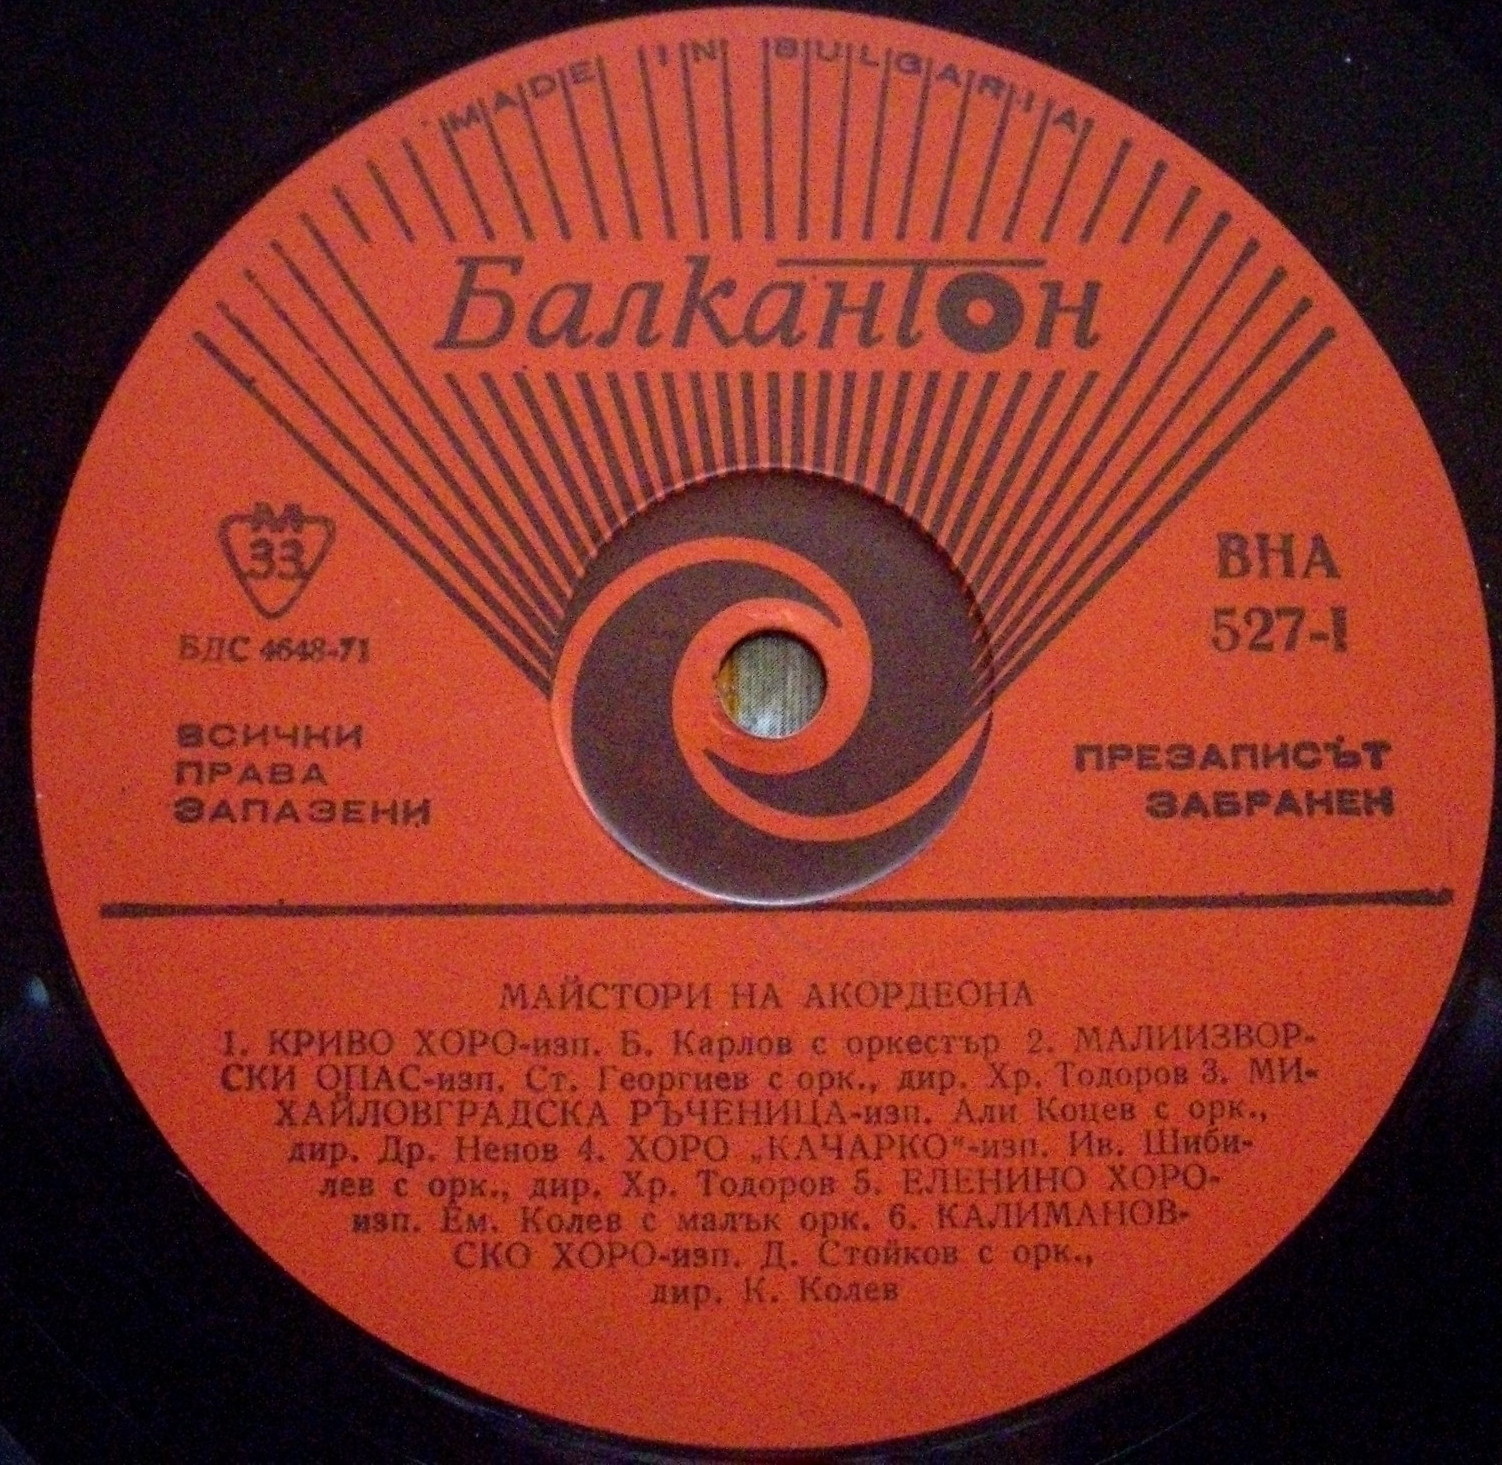 MADE IN BULGARIA
Балкантон
М
33
БДС 4648-71
ВНА
527-I
ВСИЧКИ
ПРАВА
ЗАПАЗЕНИ
ПРЕЗАПИСЪТ
ЗАБРАНЕН
МАЙСТОРИ НА АКОРДЕОНА
1. КРИВО ХОРО-изп. Б. Карлов с оркестър 2. МАЛИИЗВОР-
СКИ ОПАС-изп. Ст. Георгиев с орк., дир. Хр. Тодоров 3. МИ-
ХАЙЛОВГРАДСКА РЪЧЕНИЦА-изп. Али Коцев с орк.,
дир. Др. Ненов 4. ХОРО „КАЧАРКО"-изп. Ив. Шиби-
лев с орк., дир. Хр. Тодоров 5. ЕЛЕНИНО ХОРО-
изп. Ем. Колев с малък орк. 6. КАЛИМАНОВ-
СКО ХОРО-изп. Д. Стойков с орк.,
дир. К. Колев